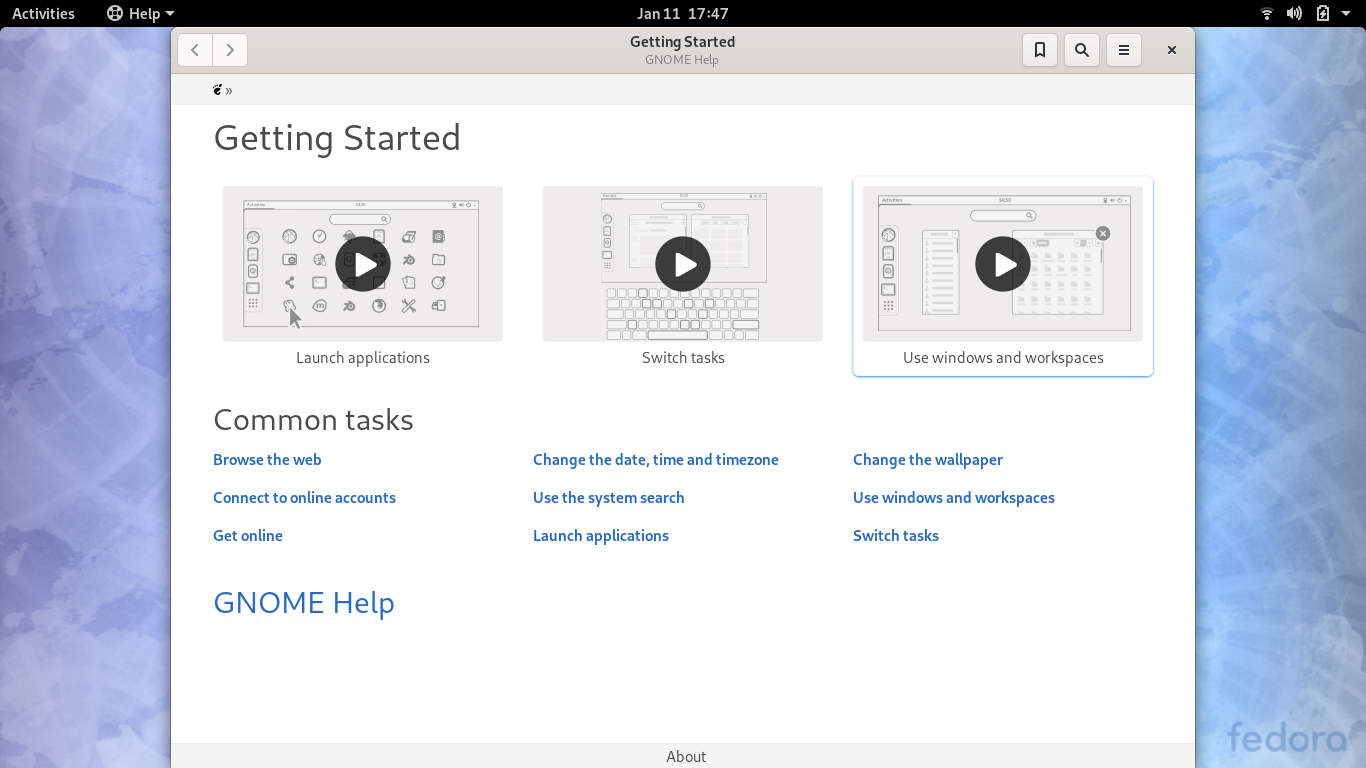 Activities Help Jan 11 17:47
Getting Started
GNOME Help
»
Getting Started
Activities
Activities 14:30
Launch applications Switch tasks Use windows and workspaces
Common tasks
Browse the web Change the date, time and timezone Change the wallpaper
Connect to online accounts Use the system search Use windows and workspaces
Get online Launch applications Switch tasks
GNOME Help
fedora
About